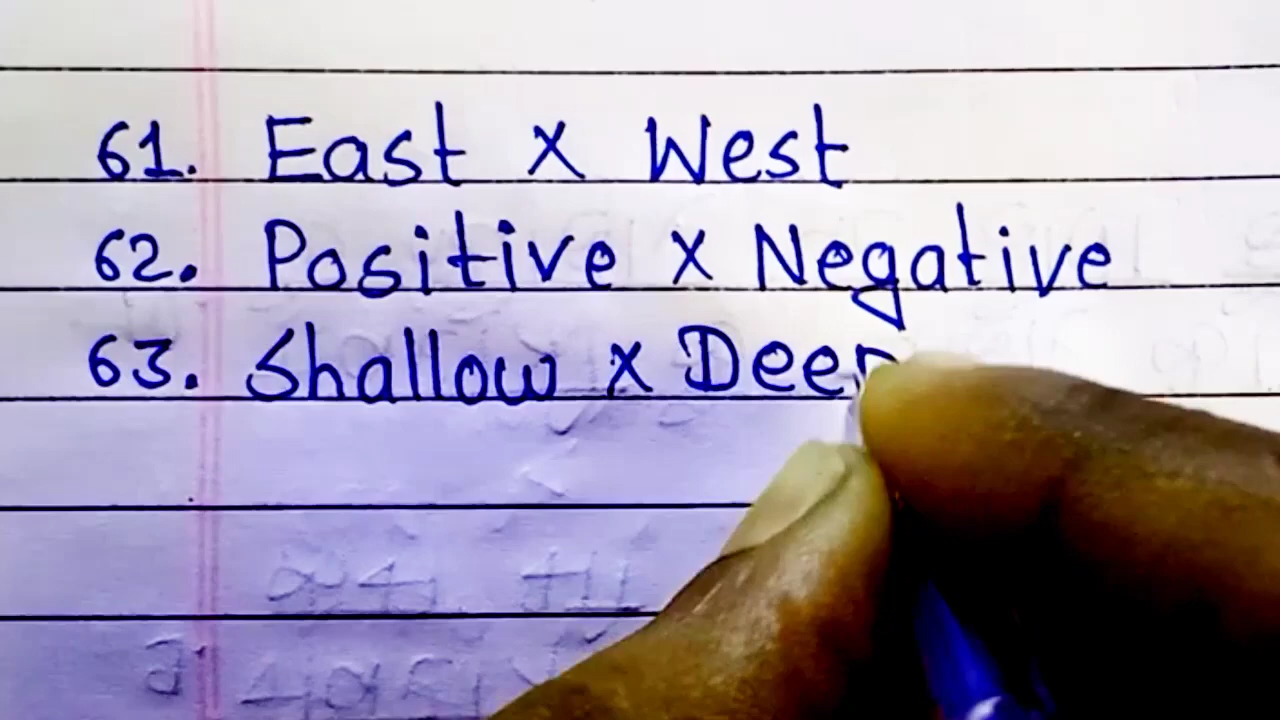 61. East x West
62. Positive x Negative
63. Shallow x Deep